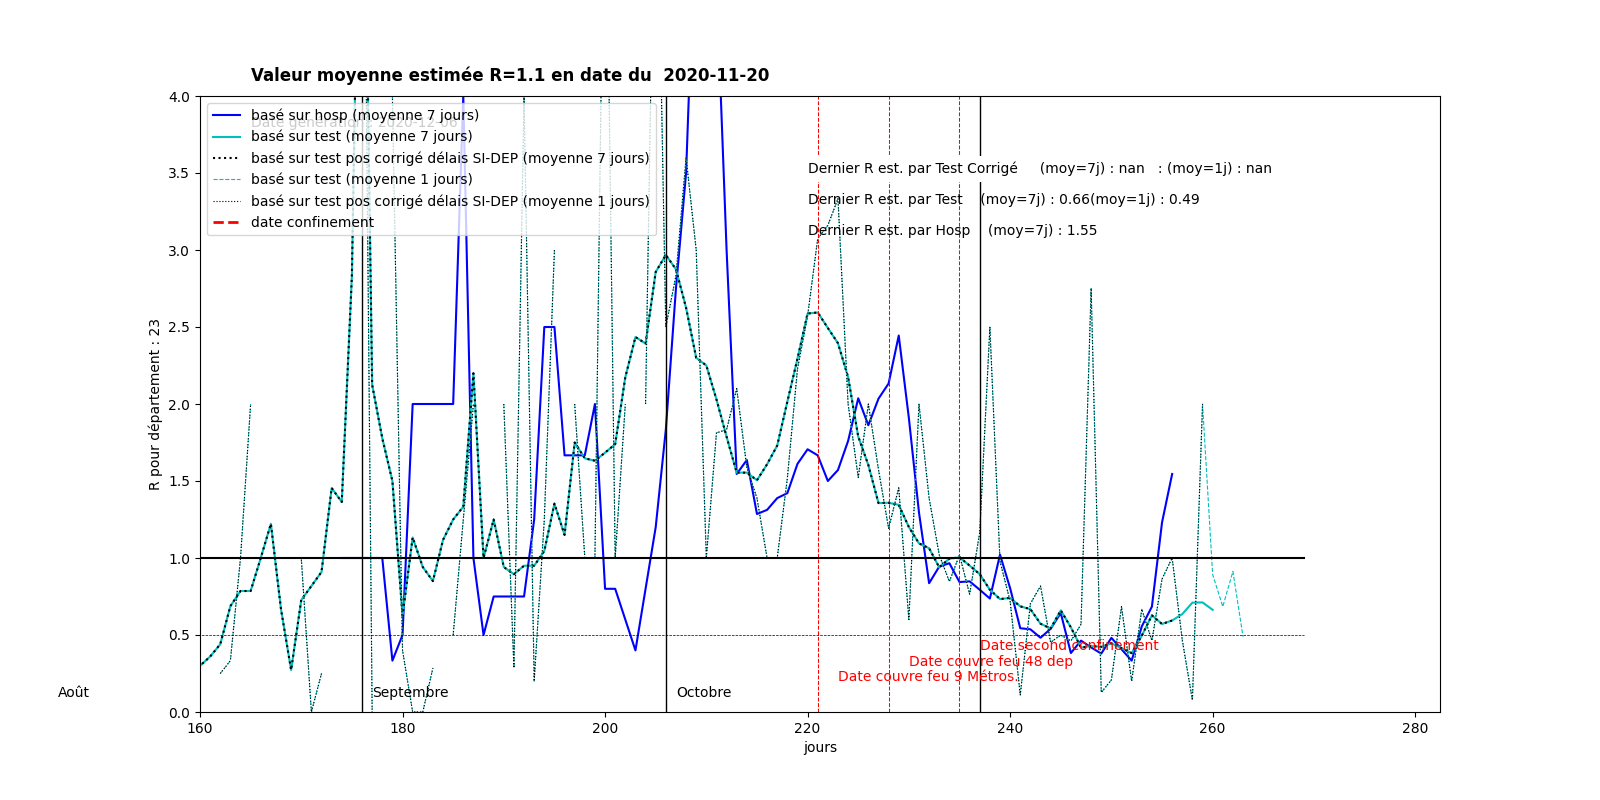 Valeur moyenne estimée R=1.1 en date du  2020-11-20
4.0
3.5
3.0
2.5
2.0
1.5
1.0
0.5
0.0
R pour département : 23
Date generation : 2020-12-06
basé sur hosp (moyenne 7 jours)
basé sur test (moyenne 7 jours)
basé sur test pos corrigé délais SI-DEP (moyenne 7 jours)
basé sur test (moyenne 1 jours)
basé sur test pos corrigé délais SI-DEP (moyenne 1 jours)
date confinement
Dernier R est. par Test Corrigé     (moy=7j) : nan   : (moy=1j) : nan
Dernier R est. par Test    (moy=7j) : 0.66(moy=1j) : 0.49
Dernier R est. par Hosp    (moy=7j) : 1.55
Date second confinement
Date couvre feu 48 dep
Date couvre feu 9 Métros.
Août
Septembre
Octobre
160
180
200
220
240
260
280
jours